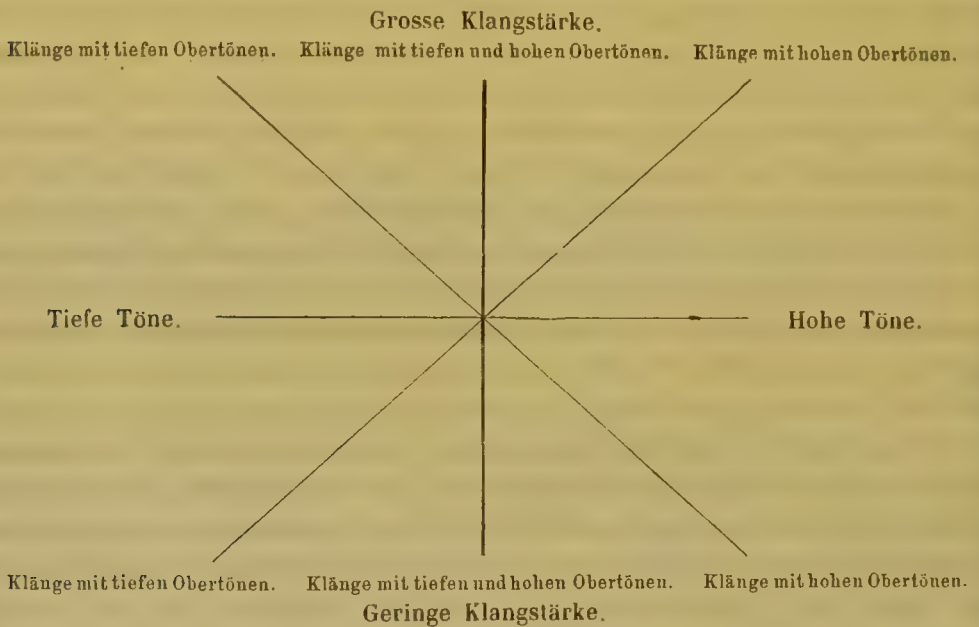 Grosse Klangstärke.
Klänge mit tiefen Obertönen. Klänge mit tiefen und hohen Obertönen. Klänge mit hohen Obertönen.
Tiefe Töne. Hohe Töne.
Klänge mit tiefen Obertönen. Klänge mit tiefen und hohen Obertönen. Klänge mit hohen Obertönen.
Geringe Klangstärke.